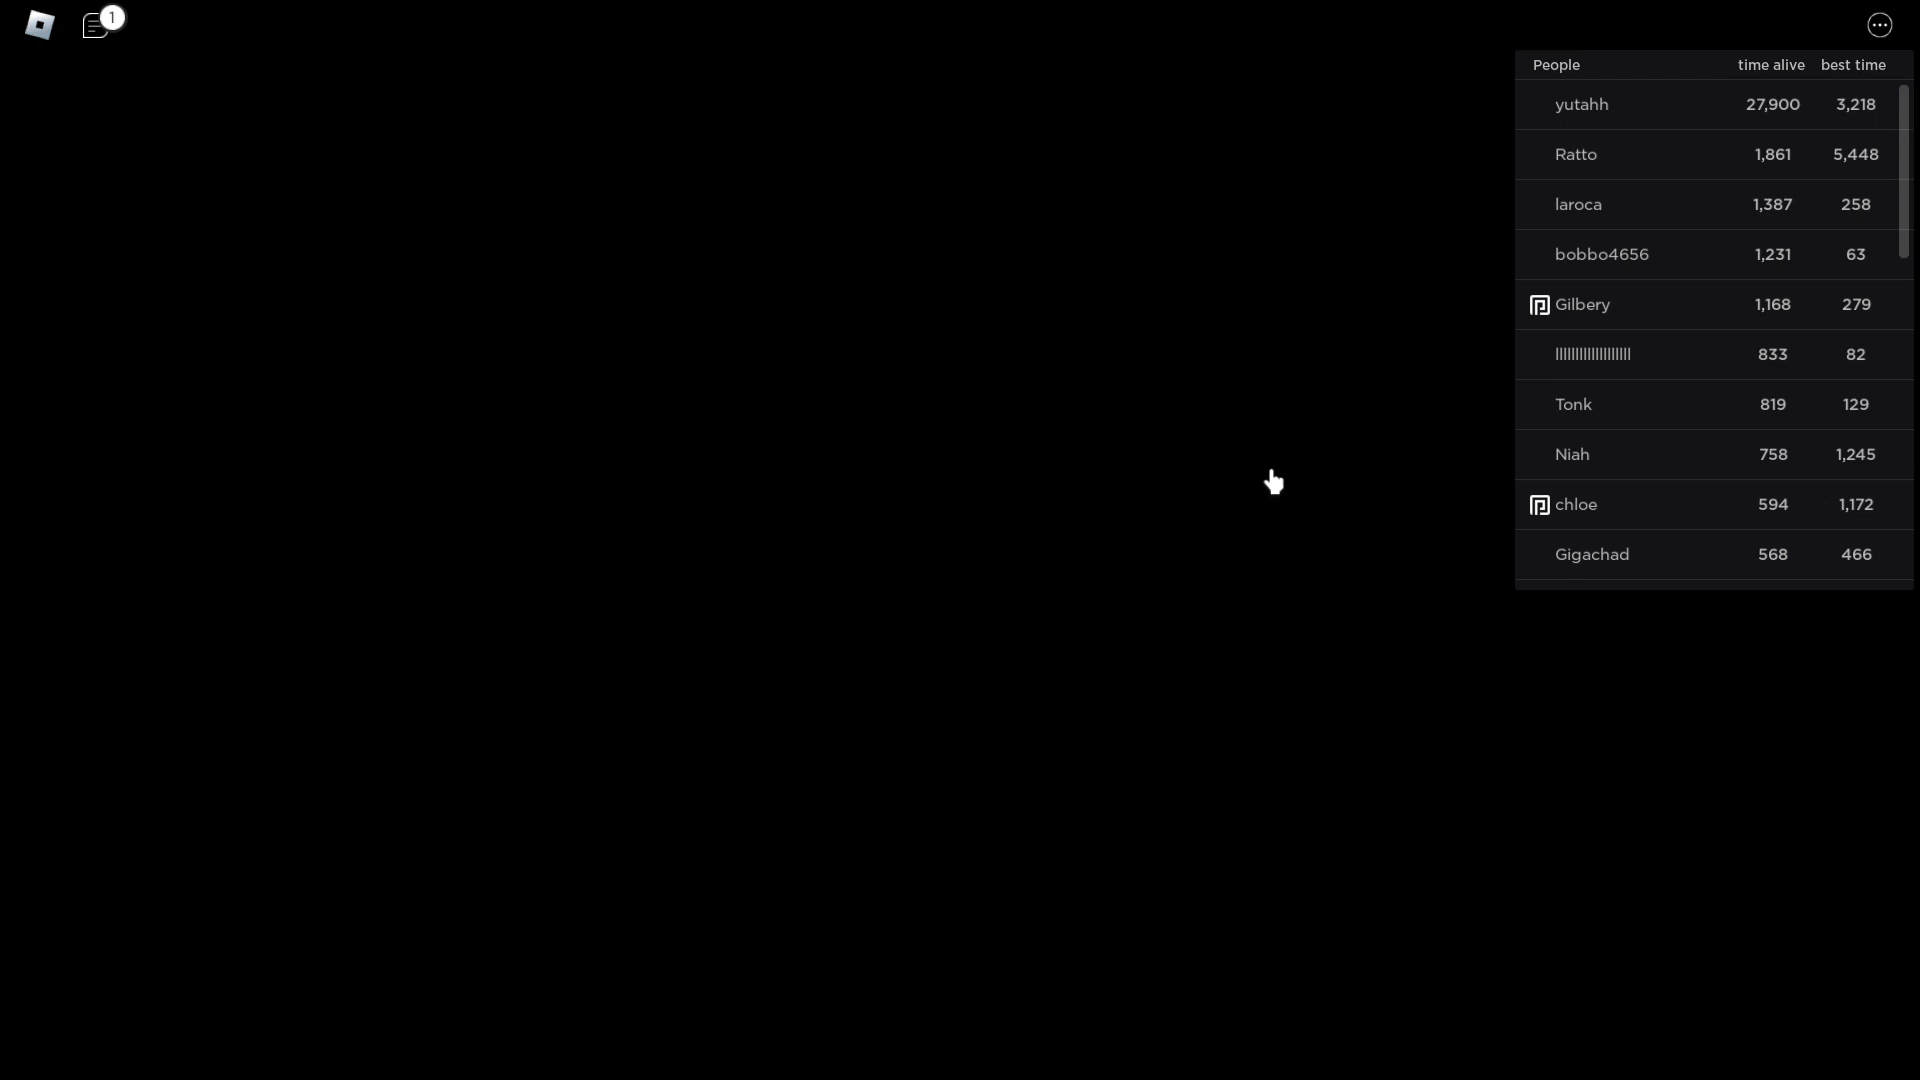 1
People time alive best time
yutahh 27,900 3,218
Ratto 1,861 5,448
laroca 1,387 258
bobbo4656 1,231 63
Gilbery 1,168 279
833 82
Tonk 819 129
Niah 758 1,245
chloe 594 1,172
Gigachad 568 466